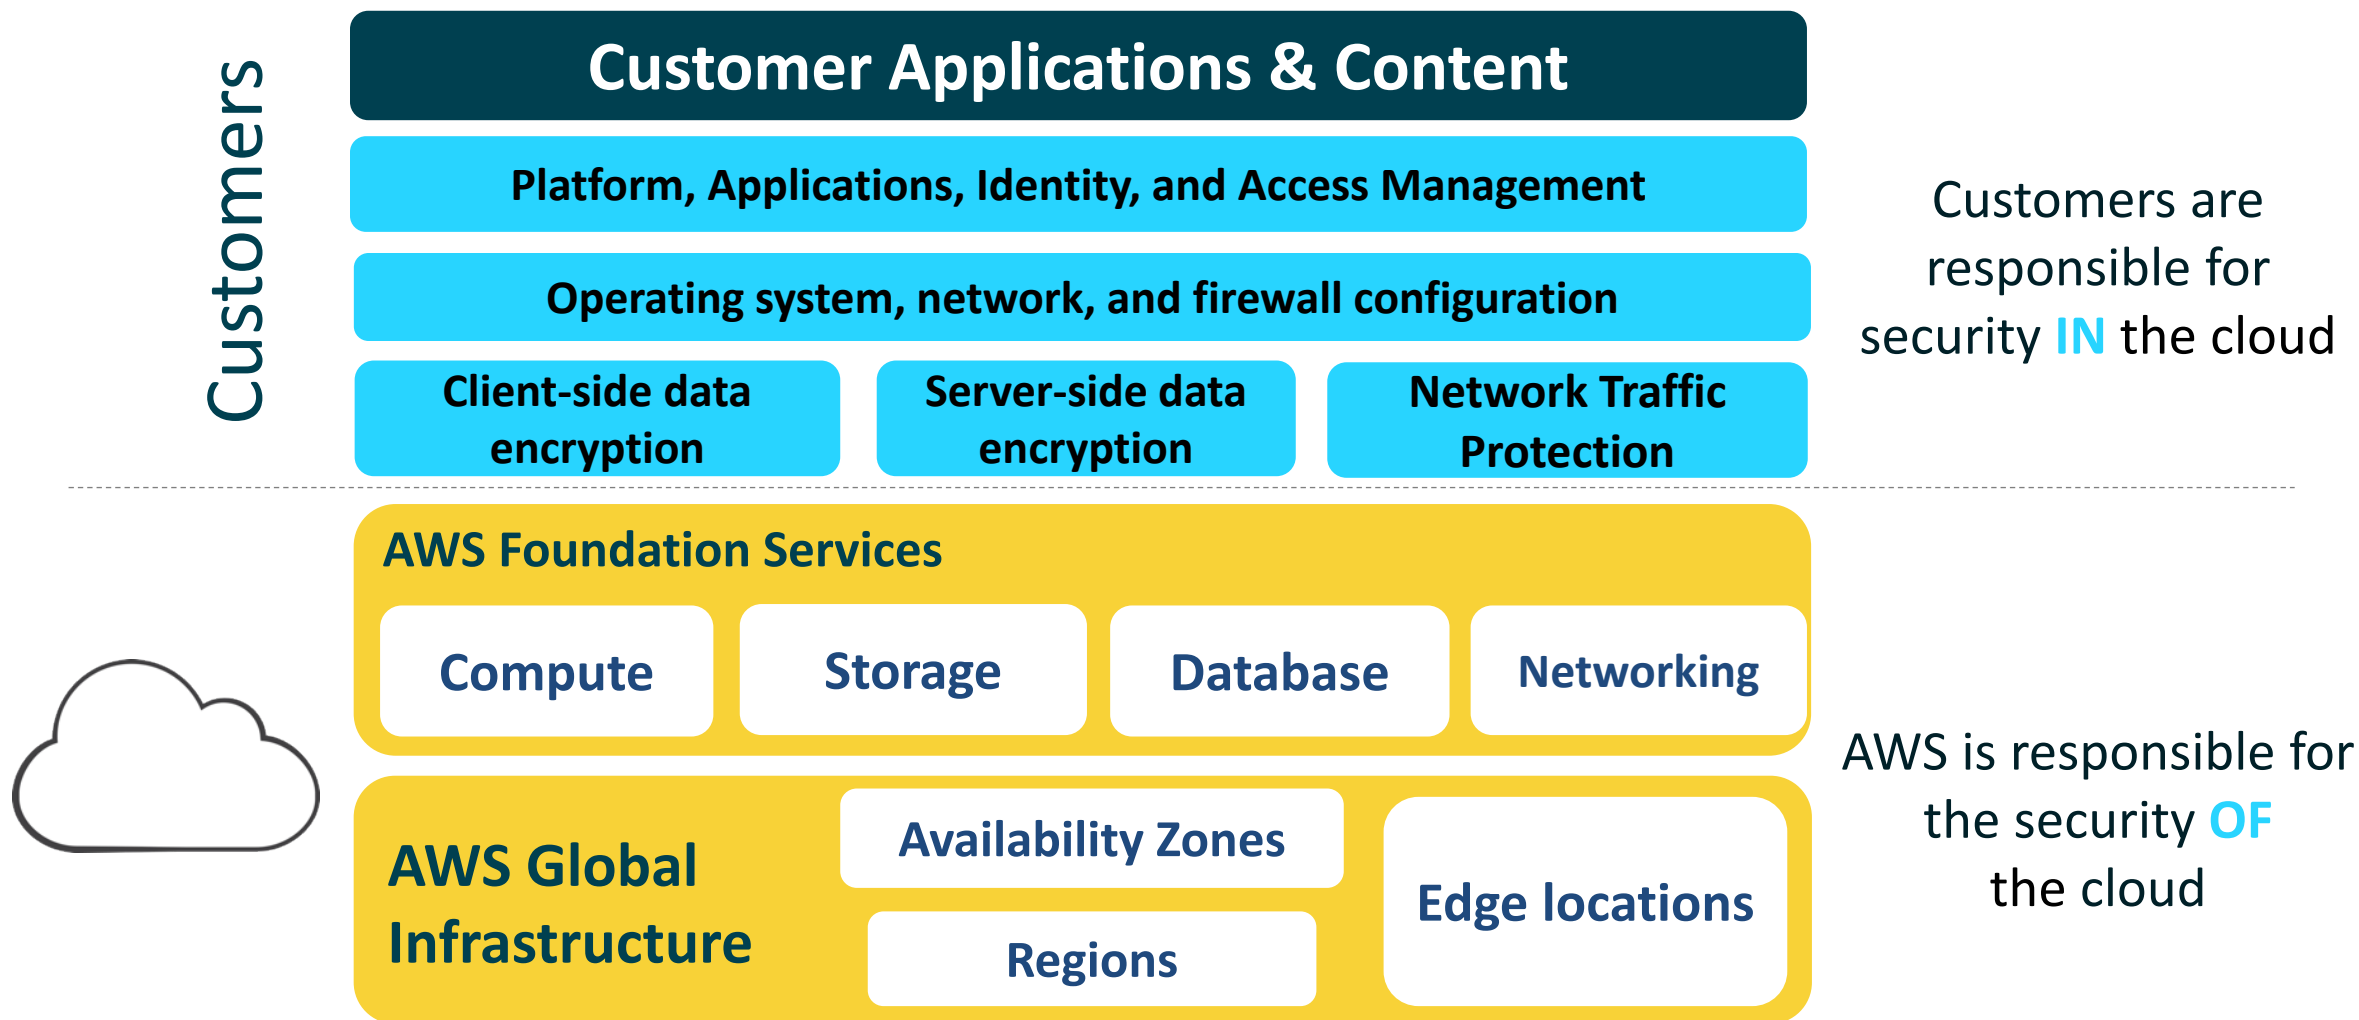 Customers
Customer Applications & Content
Platform, Applications, Identity, and Access Management
Operating system, network, and firewall configuration
Client-side data
encryption
Server-side data
encryption
Network Traffic
Protection
Customers are
responsible for
security IN the cloud
AWS Foundation Services
Compute
Storage
Database
Networking
AWS Global
Infrastructure
Availability Zones
Regions
Edge locations
AWS is responsible for
the security OF
the cloud